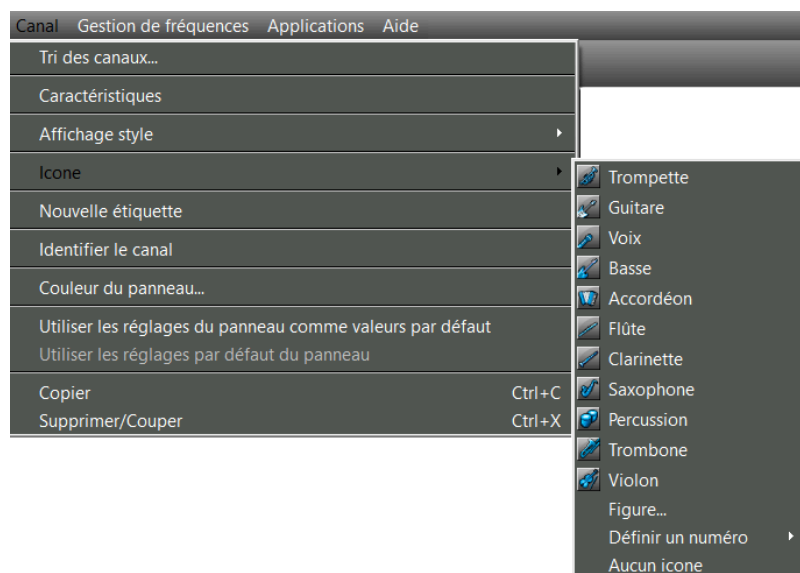 Canal Gestion de fréquences Applications Aide
Tri des canaux...
Caractéristiques
Affichage style
Icone
Nouvelle étiquette
Identifier le canal
Couleur du panneau...
Utiliser les réglages du panneau comme valeurs par défaut
Utiliser les réglages par défaut du panneau
Copier Ctrl+C
Supprimer/Couper Ctrl+X
Trompette
Guitare
Voix
Basse
Accordéon
Flûte
Clarinette
Saxophone
Percussion
Trombone
Violon
Figure...
Définir un numéro
Aucun icone